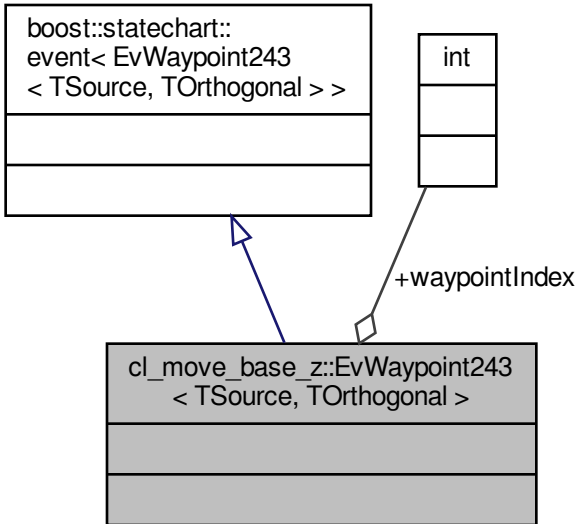 boost::statechart::
event< EvWaypoint243
< TSource, TOrthogonal > >
int
+waypointIndex
cl_move_base_z::EvWaypoint243
< TSource, TOrthogonal >